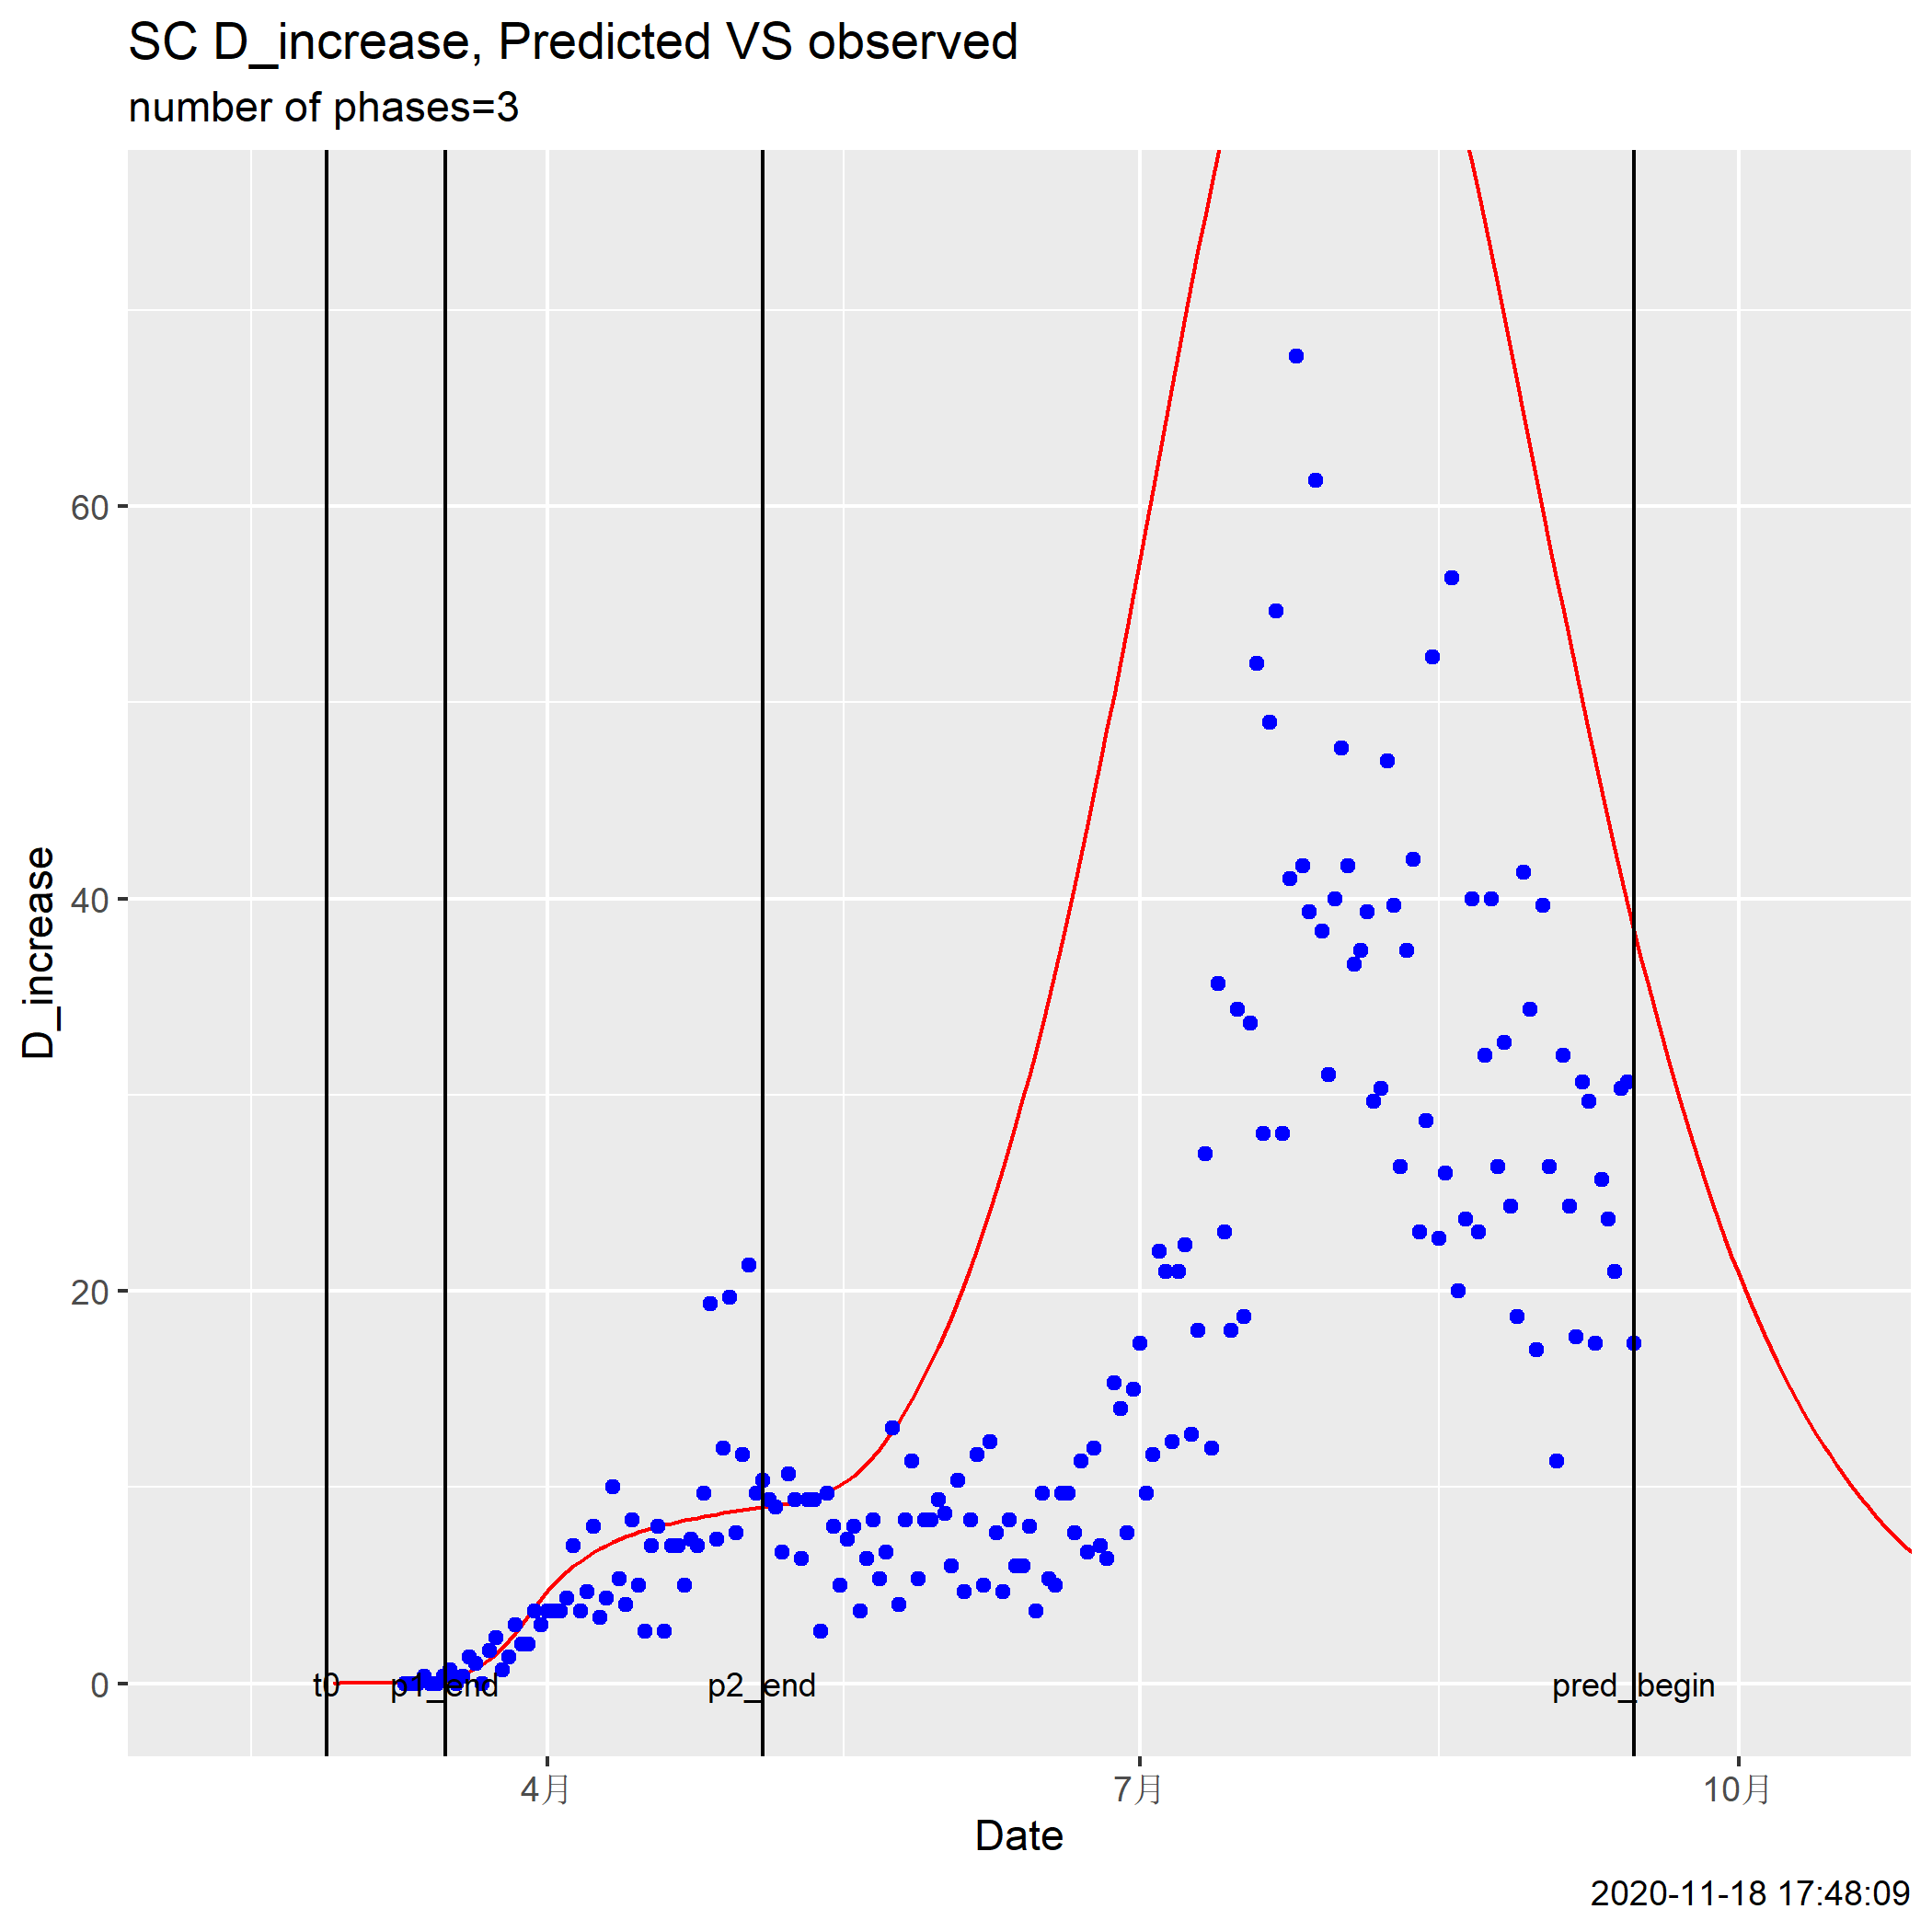 SC D_increase, Predicted VS observed
number of phases=3
D_increase
60
40
20
0
t0
p1_end
p2_end
pred_begin
4月
7月
10月
Date
2020-11-18 17:48:09